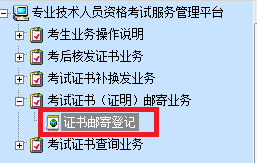 专业技术人员资格考试服务管理平台
考生业务操作说明
考后核发证书业务
考试证书补换发业务
考试证书（证明）邮寄业务
证书邮寄登记
考试证书查询业务